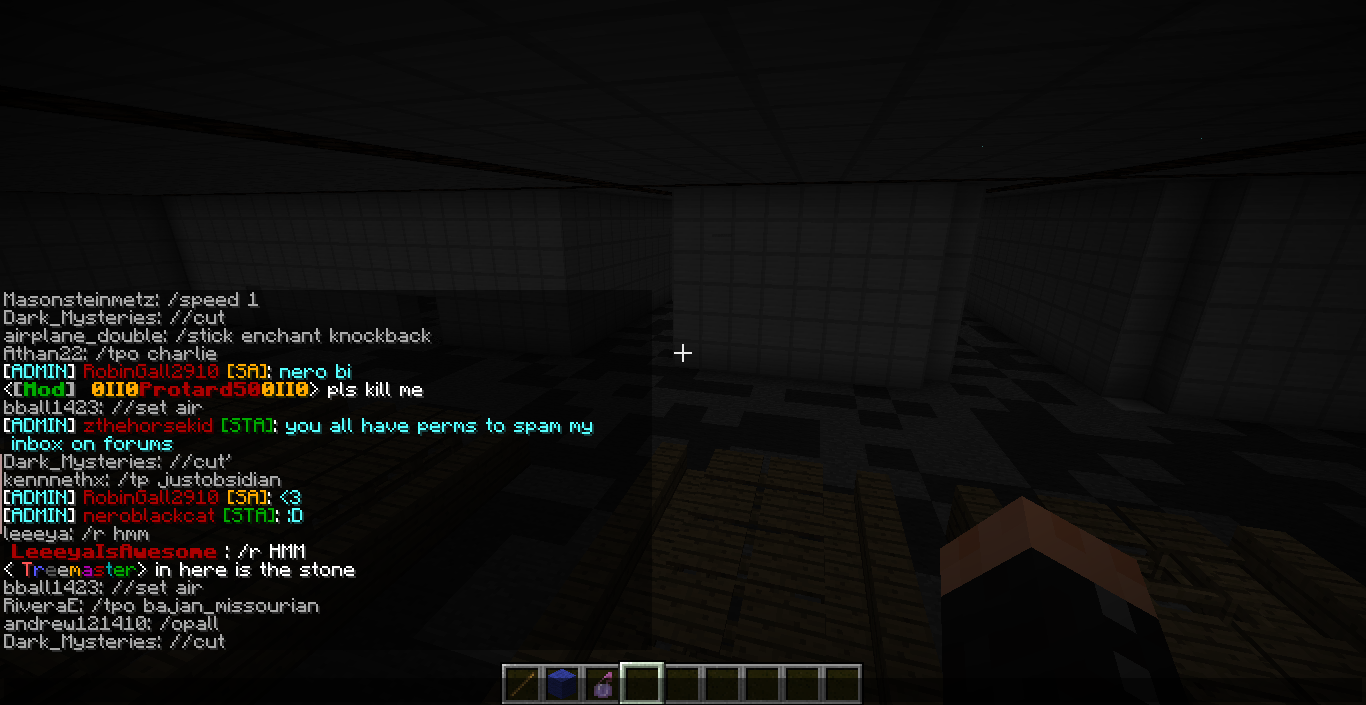 Masonsteinmetz: /speed 1
Dark_Mysteries: //cut
airplane_double: /stick enchant knockback
Athan22: /tpo charlie
[ADMIN] RobinGall2910 [SA]: nero bi
<[Mod] 0II0Protard500II0> pls kill me
bball1423: //set air
[ADMIN] zthehorsekid [STA]: you all have perms to spam my
inbox on forums
Dark_Mysteries: //cut'
kennnethx: /tp justobsidian
[ADMIN] RobinGall2910 [SA]: <3
[ADMIN] neroblackcat [STA]: :D
leeeya: /r hmm
LeeeyaIsAwesome : /r HMM
< Treemaster> in here is the stone
bball1423: //set air
RiveraE: /tpo bajan_missourian
andrew121410: /opall
Dark_Mysteries: //cut